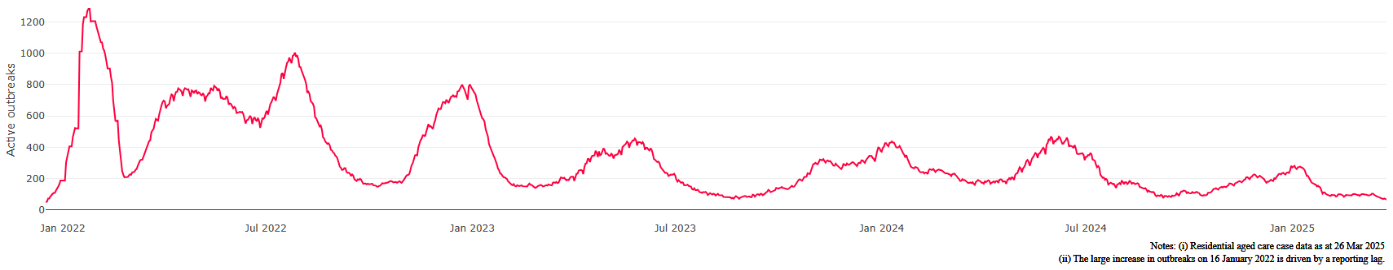 1200
1000
800
600
400
200
0
Active outbreaks
Jan 2022 Jul 2022 Jan 2023 Jul 2023 Jan 2024 Jul 2024 Jan 2025
Notes: (i) Residential aged care case data as at 26 Mar 2025
(ii) The large increase in outbreaks on 16 January 2022 is driven by a reporting lag.